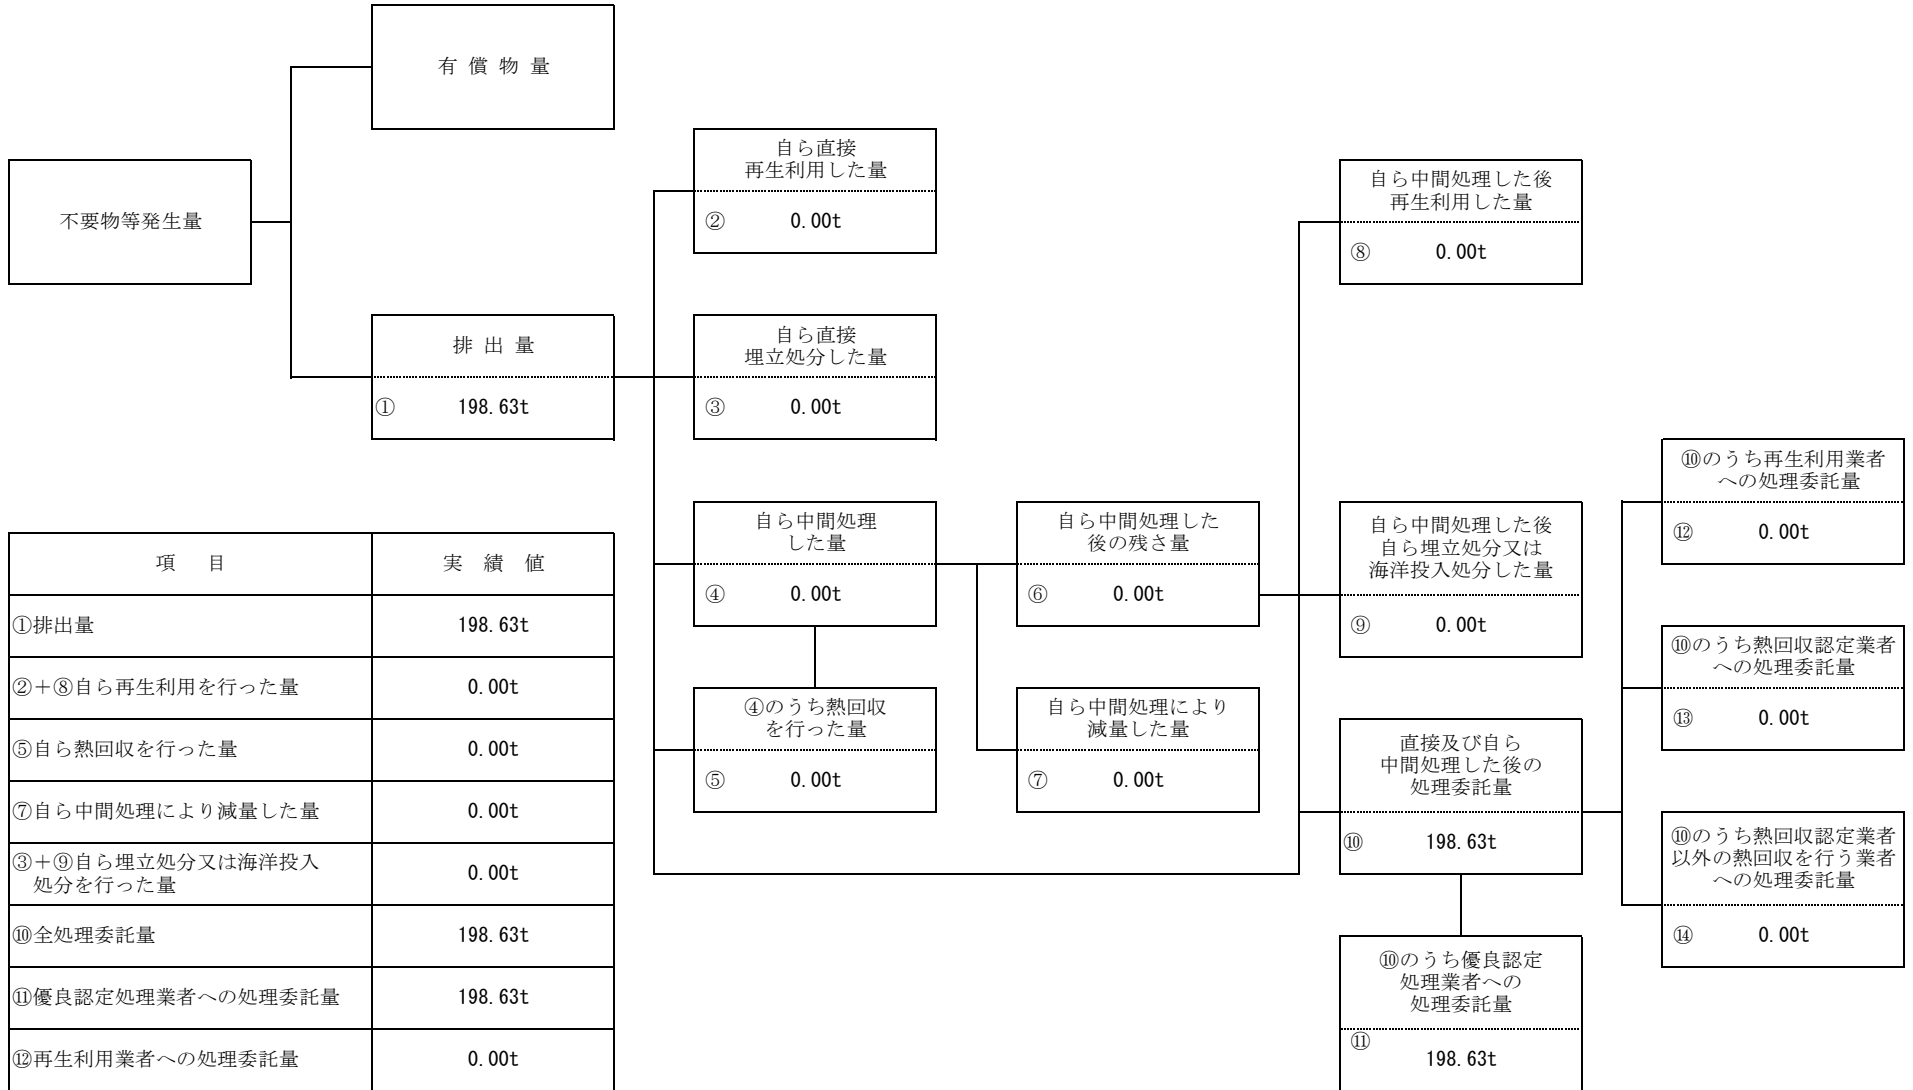 有 償 物 量
不要物等発生量
排 出 量
① 198.63t
自ら直接
再生利用した量
② 0.00t
自ら直接
埋立処分した量
③ 0.00t
自ら中間処理
した量
④ 0.00t
④のうち熱回収
を行った量
⑤ 0.00t
自ら中間処理した
後の残さ量
⑥ 0.00t
自ら中間処理により
減量した量
⑦ 0.00t
自ら中間処理した後
再生利用した量
⑧ 0.00t
自ら中間処理した後
自ら埋立処分又は
海洋投入処分した量
⑨ 0.00t
直接及び自ら
中間処理した後の
処理委託量
⑩ 198.63t
⑩のうち優良認定
処理業者への
処理委託量
⑪ 198.63t
⑩のうち再生利用業者
への処理委託量
⑫ 0.00t
⑩のうち熱回収認定業者
への処理委託量
⑬ 0.00t
⑩のうち熱回収認定業者
以外の熱回収を行う業者
への処理委託量
⑭ 0.00t
項 目 実 績 値
①排出量 198.63t
②+⑧自ら再生利用を行った量 0.00t
⑤自ら熱回収を行った量 0.00t
⑦自ら中間処理により減量した量 0.00t
③+⑨自ら埋立処分又は海洋投入
処分を行った量 0.00t
⑩全処理委託量 198.63t
⑪優良認定処理業者への処理委託量 198.63t
⑫再生利用業者への処理委託量 0.00t